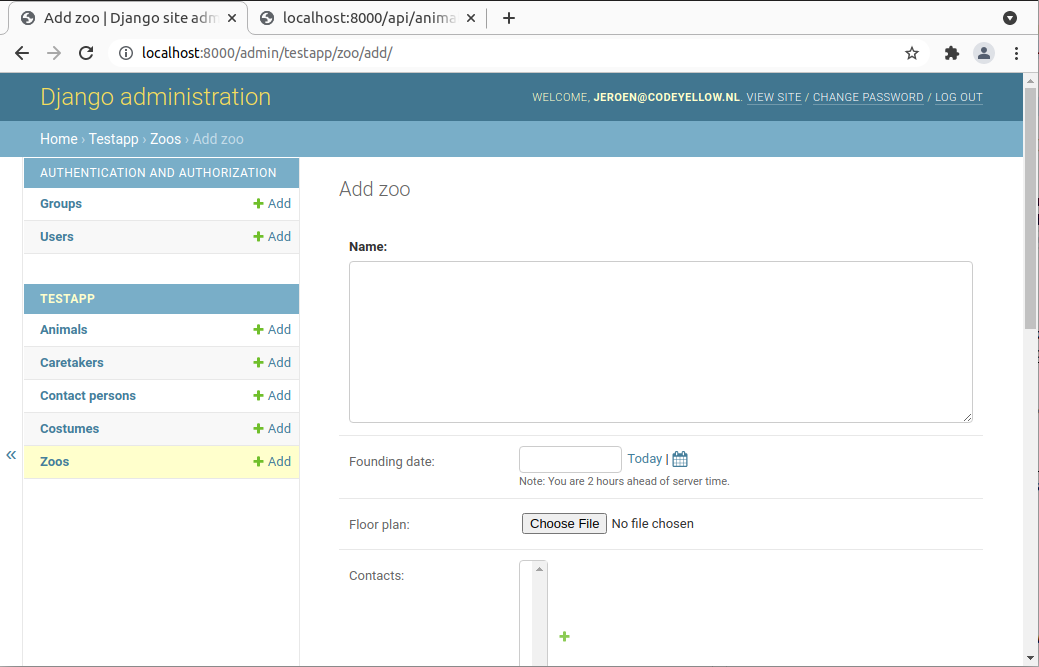 Add zoo | Django site adm
localhost:8000/api/anima
localhost:8000/admin/testapp/zoo/add/
Django administration
WELCOME, JEROEN@CODEYELLOW.NL. VIEW SITE / CHANGE PASSWORD / LOG OUT
Home › Testapp › Zoos › Add zoo
AUTHENTICATION AND AUTHORIZATION
Groups + Add
Users + Add
TESTAPP
Animals + Add
Caretakers + Add
Contact persons + Add
Costumes + Add
Zoos + Add
«
Add zoo
Name:
Founding date: Today |
Note: You are 2 hours ahead of server time.
Floor plan: Choose File No file chosen
Contacts: